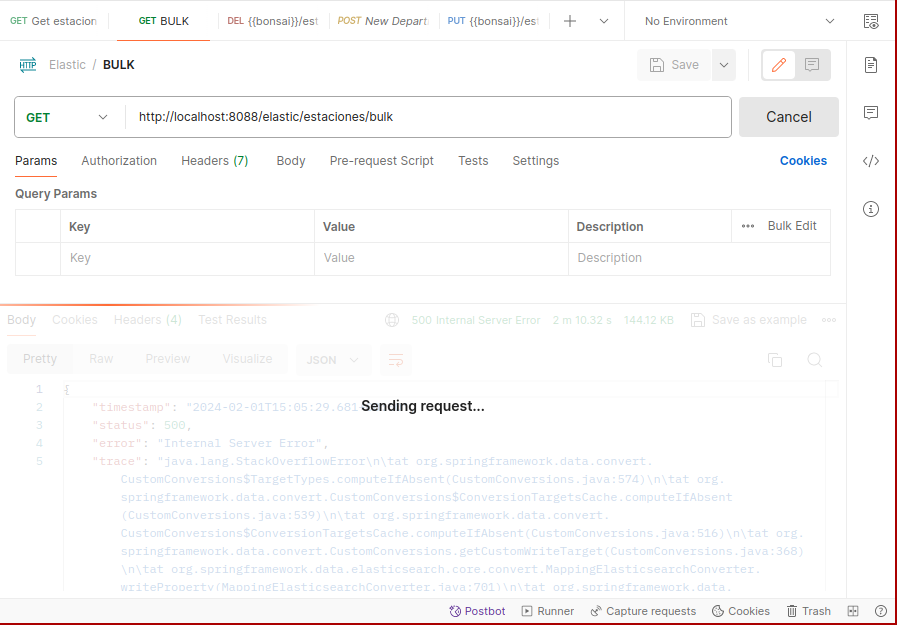 GET Get estacion
GET BULK
DEL {{bonsai}}/est
POST New Depart
PUT {{bonsai}}/es
No Environment
HTTP Elastic / BULK
Save
GET http://localhost:8088/elastic/estaciones/bulk
Cancel
Params Authorization Headers (7) Body Pre-request Script Tests Settings Cookies
Query Params
Key Value Description Bulk Edit
Key Value Description
Body Cookies Headers (4) Test Results 500 Internal Server Error 2 m 10.32 s 144.12 KB Save as example
Pretty Raw Preview Visualize JSON
1 {
2 "timestamp": "2024-02-01T15:05:29.681
Sending request...
3 "status": 500,
4 "error": "Internal Server Error",
5 "trace": "java.lang.StackOverflowError\n\tat org.springframework.data.convert.
CustomConversions$TargetTypes.computeIfAbsent(CustomConversions.java:574)\n\tat org.
springframework.data.convert.CustomConversions$ConversionTargetsCache.computeIfAbsent
(CustomConversions.java:539)\n\tat org.springframework.data.convert.
CustomConversions$ConversionTargetsCache.computeIfAbsent(CustomConversions.java:516)\n\tat org.
springframework.data.convert.CustomConversions.getCustomWriteTarget(CustomConversions.java:368)
\n\tat org.springframework.data.elasticsearch.core.convert.MappingElasticsearchConverter.
writeProperty(MappingElasticsearchConverter.java:701)\n\tat org.springframework.data.
Postbot Runner Capture requests Cookies Trash